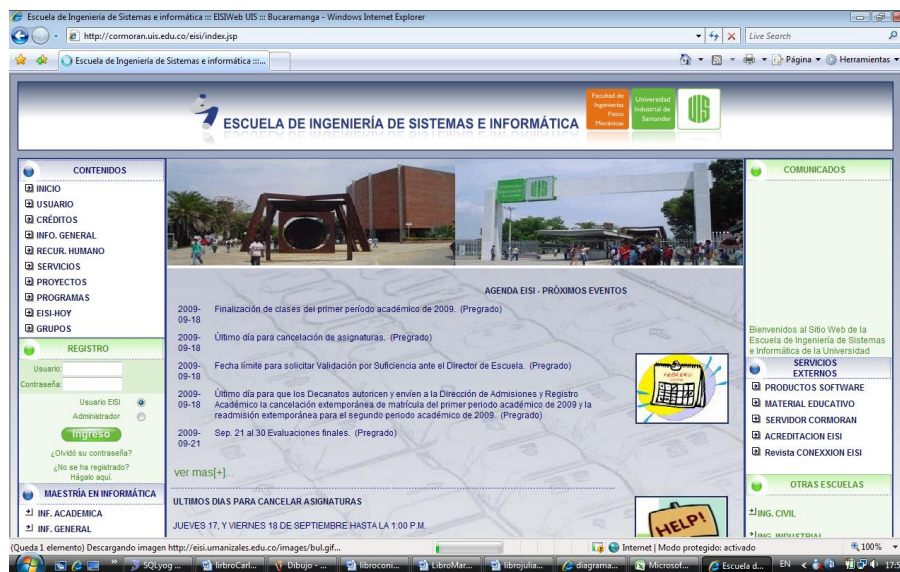 Escuela de Ingeniería de Sistemas e informática ::: EISIWeb UIS ::: Bucaramanga - Windows Internet Explorer
http://cormoran.uis.edu.co/eisi/index.jsp
Live Search
Escuela de Ingeniería de Sistemas e informática ::...
Página
Herramientas
ESCUELA DE INGENIERÍA DE SISTEMAS E INFORMÁTICA
Facultad de
Ingenierías
Físico
Mecánicas
Universidad
Industrial de
Santander
UIS
CONTENIDOS
INICIO
USUARIO
CRÉDITOS
INFO. GENERAL
RECUR. HUMANO
SERVICIOS
PROYECTOS
PROGRAMAS
EISI-HOY
GRUPOS
REGISTRO
Usuario:
Contraseña:
Usuario EISI
Administrador
Ingreso
¿Olvidó su contraseña?
¿No se ha registrado?
Hágalo aquí.
MAESTRÍA EN INFORMÁTICA
INF. ACADEMICA
INF. GENERAL
UIS
AGENDA EISI - PRÓXIMOS EVENTOS
2009-09-18 Finalización de clases del primer período académico de 2009. (Pregrado)
2009-09-18 Último día para cancelación de asignaturas. (Pregrado)
2009-09-18 Fecha límite para solicitar Validación por Suficiencia ante el Director de Escuela. (Pregrado)
2009-09-18 Último día para que los Decanatos autoricen y envíen a la Dirección de Admisiones y Registro
Académico la cancelación extemporánea de matrícula del primer periodo académico de 2009 y la
readmisión extemporánea para el segundo periodo académico de 2009. (Pregrado)
2009-09-21 Sep. 21 al 30 Evaluaciones finales. (Pregrado)
FEBRERO
ver mas[+]...
ULTIMOS DIAS PARA CANCELAR ASIGNATURAS
JUEVES 17, Y VIERNES 18 DE SEPTIEMBRE HASTA LA 1:00 P.M.
HELP!
COMUNICADOS
Bienvenidos al Sitio Web de la
Escuela de Ingeniería de Sistemas
e Informática de la Universidad
SERVICIOS
EXTERNOS
PRODUCTOS SOFTWARE
MATERIAL EDUCATIVO
SERVIDOR CORMORAN
ACREDITACION EISI
Revista CONEXXION EISI
OTRAS ESCUELAS
ING. CIVIL
ING. INDUSTRIAL
(Queda 1 elemento) Descargando imagen http://eisi.umanizales.edu.co/images/bul.gif...
Internet | Modo protegido: activado
100%
SQLyog ...
lirbroCarl...
Dibujo - ...
libroconi...
LibroMar...
librojulia...
diagrama...
Microsof...
Escuela d...
EN